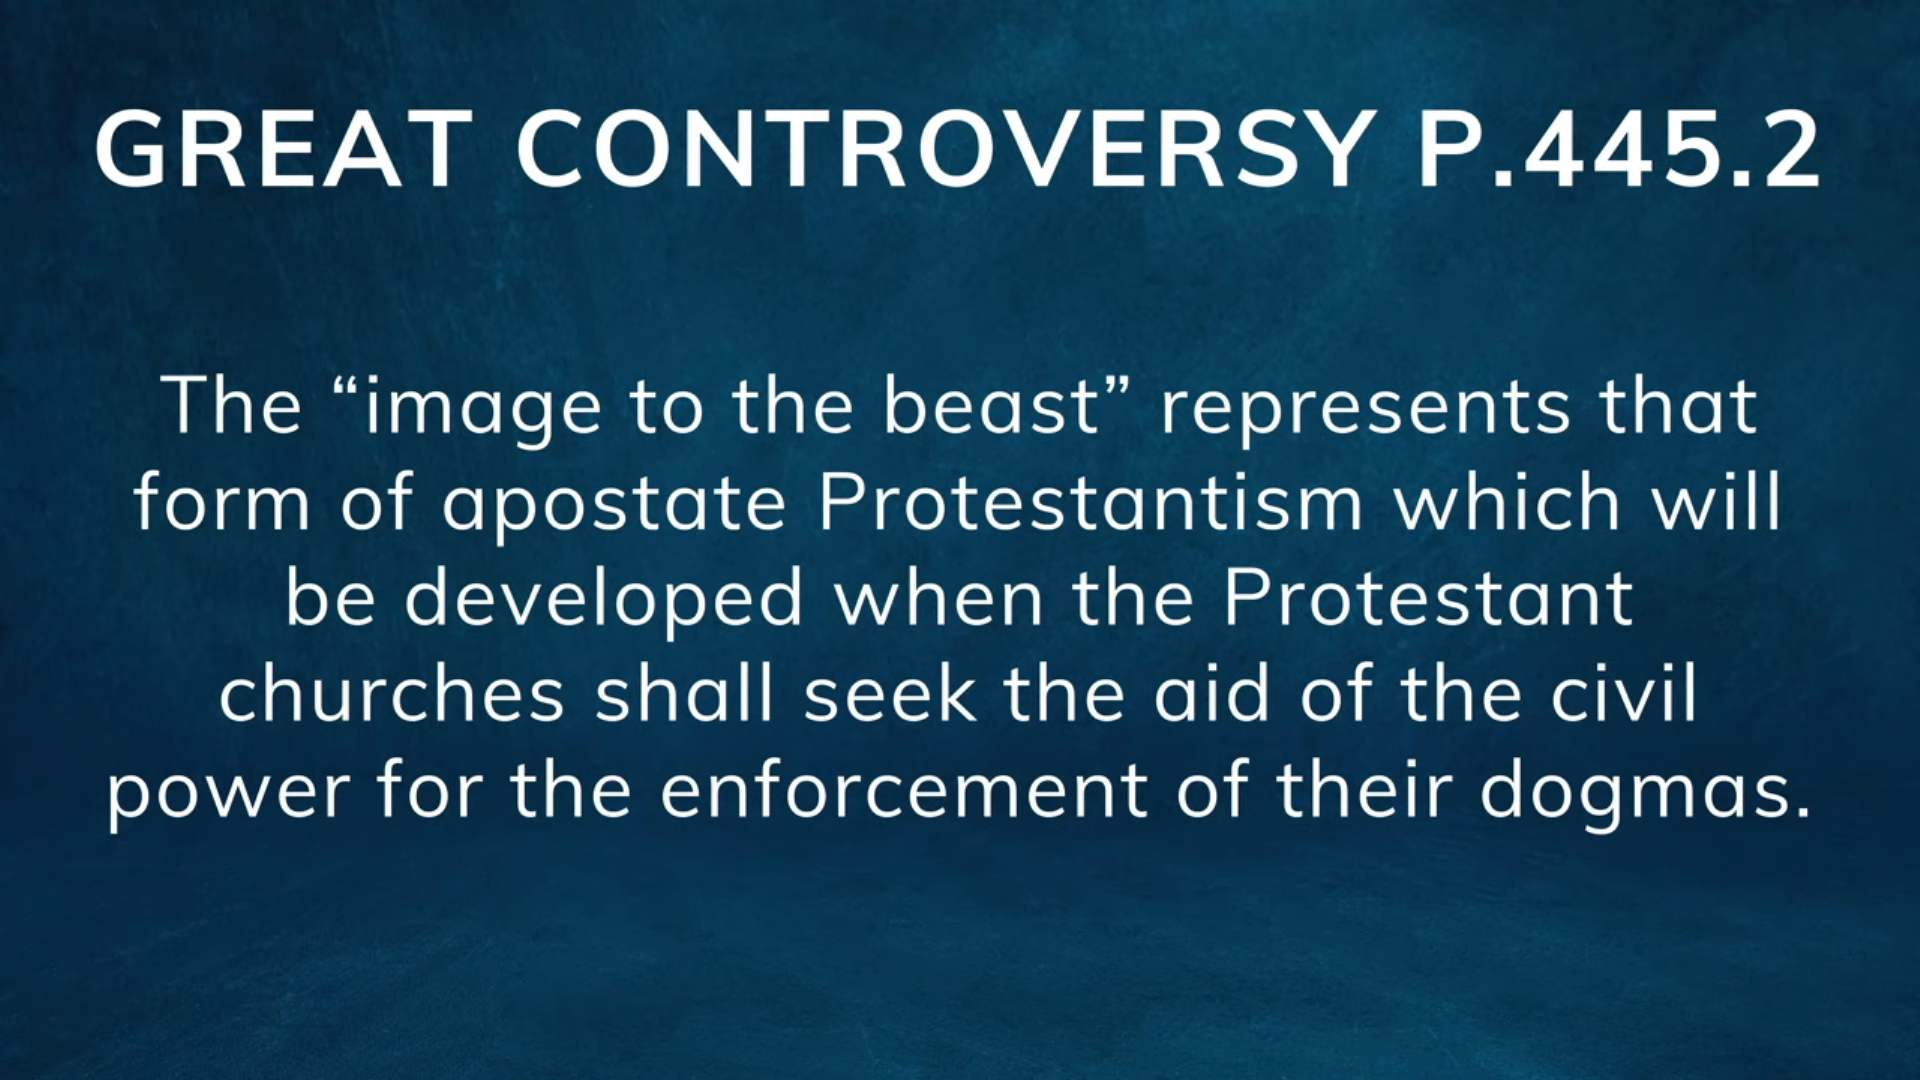 GREAT CONTROVERSY P.445.2
The “image to the beast” represents that
form of apostate Protestantism which will
be developed when the Protestant
churches shall seek the aid of the civil
power for the enforcement of their dogmas.